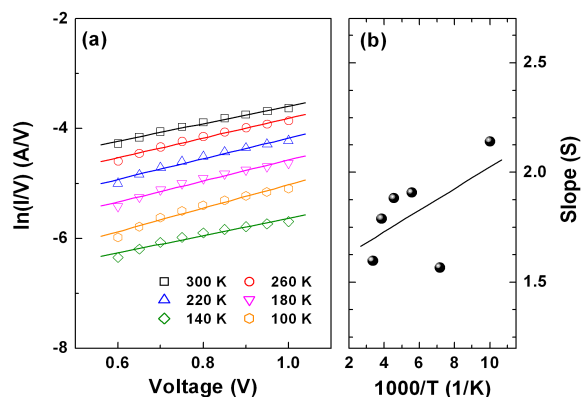 (a)
(b)
-2
-4
-6
-8
ln(I/V) (A/V)
300 K
260 K
220 K
180 K
140 K
100 K
0.6
0.8
1.0
Voltage (V)
2.5
2.0
1.5
Slope (S)
2
4
6
8
10
1000/T (1/K)